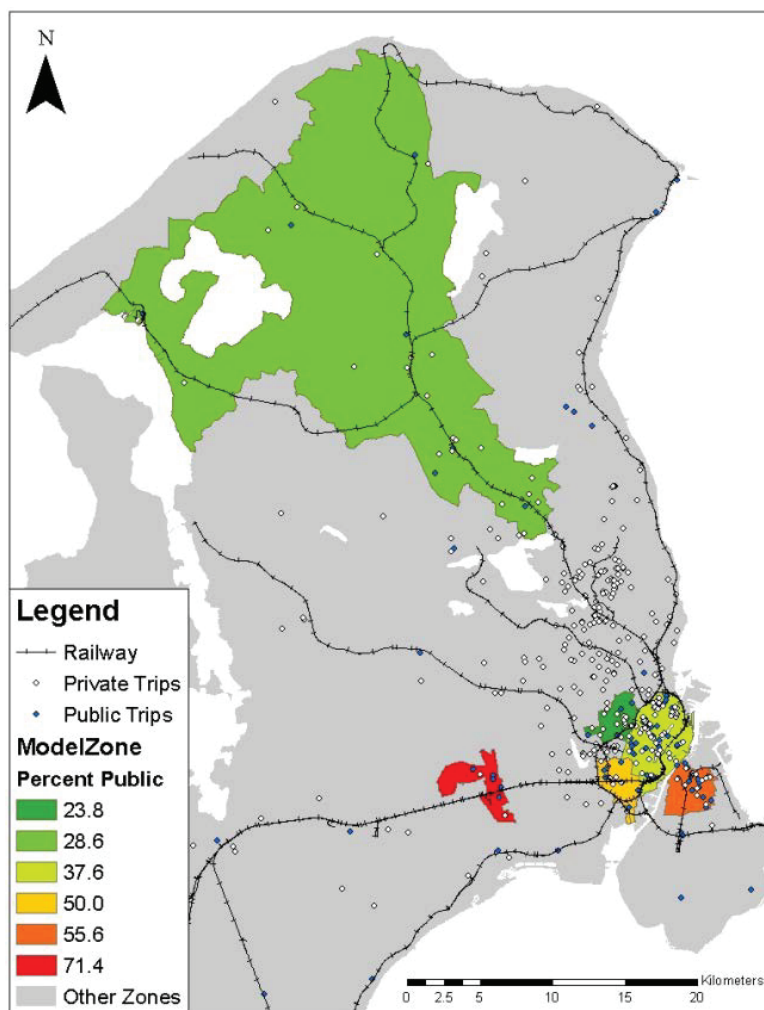 N
Legend
Railway
Private Trips
Public Trips
ModelZone
Percent Public
23.8
28.6
37.6
50.0
55.6
71.4
Other Zones
Kilometers
0 2.5 5 10 15 20